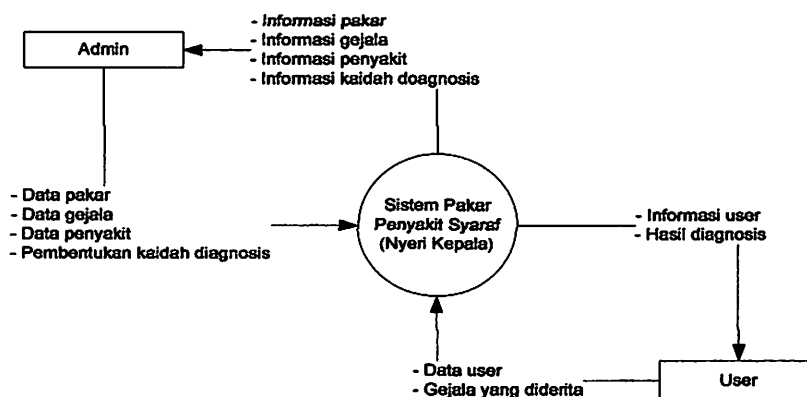 Admin
- Informasi pakar
- Informasi gejala
- Informasi penyakit
- Informasi kaidah doagnosis
- Data pakar
- Data gejala
- Data penyakit
- Pembentukan kaidah diagnosis
Sistem Pakar
Penyakit Syaraf
(Nyeri Kepala)
- Informasi user
- Hasil diagnosis
- Data user
- Gejala yang diderita
User